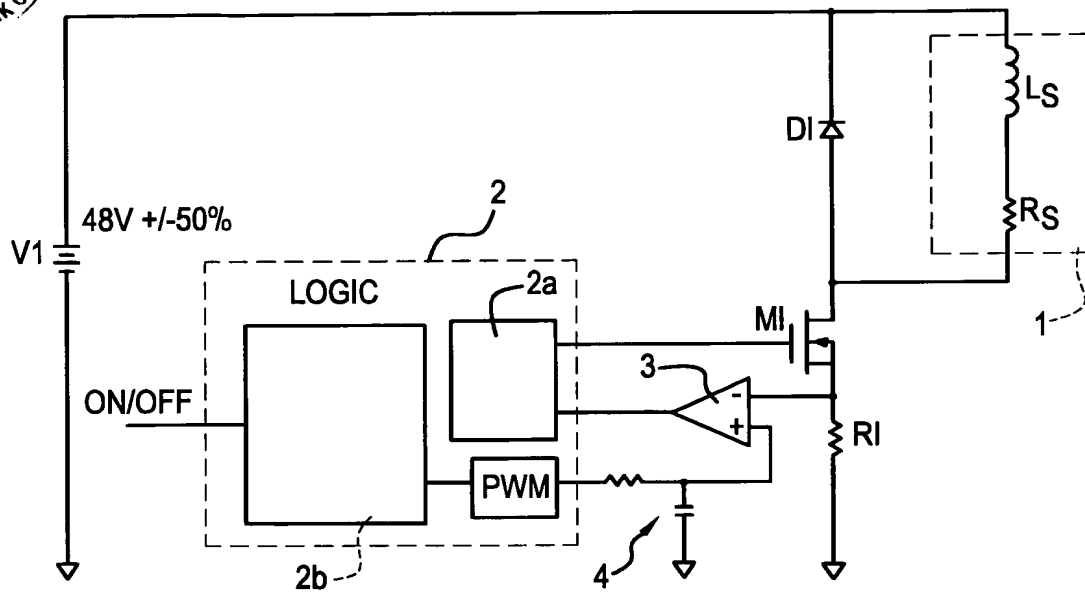 48V +/-50%
V1
DI
LS
RS
1
2
LOGIC
2a
MI
3
-
+
RI
ON/OFF
PWM
2b
4